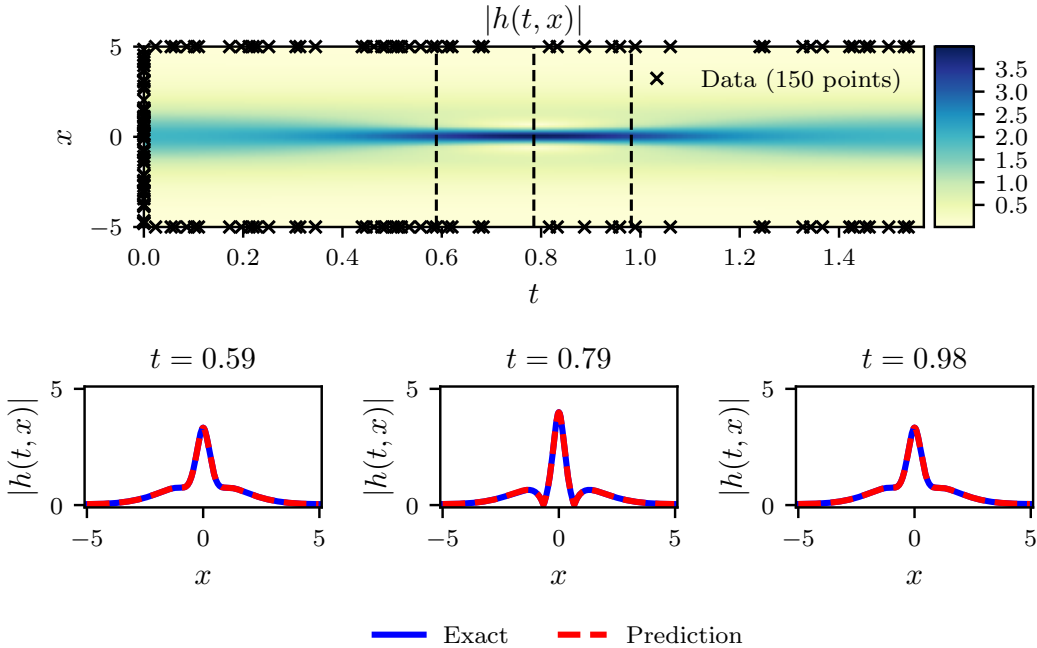 |h(t, x)|
5
0
−5
x
Data (150 points)
3.5
3.0
2.5
2.0
1.5
1.0
0.5
0.0 0.2 0.4 0.6 0.8 1.0 1.2 1.4
t
t = 0.59 t = 0.79 t = 0.98
5 5 5
|h(t, x)| |h(t, x)| |h(t, x)|
0 0 0
−5 0 5 −5 0 5 −5 0 5
x x x
Exact Prediction